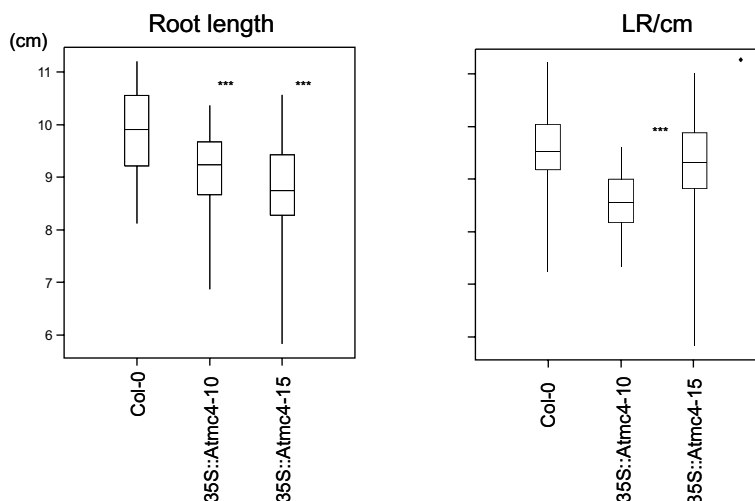 Root length
(cm)
11
10
9
8
7
6
***
***
Col-0
35S::Atmc4-10
35S::Atmc4-15
LR/cm
***
Col-0
35S::Atmc4-10
35S::Atmc4-15